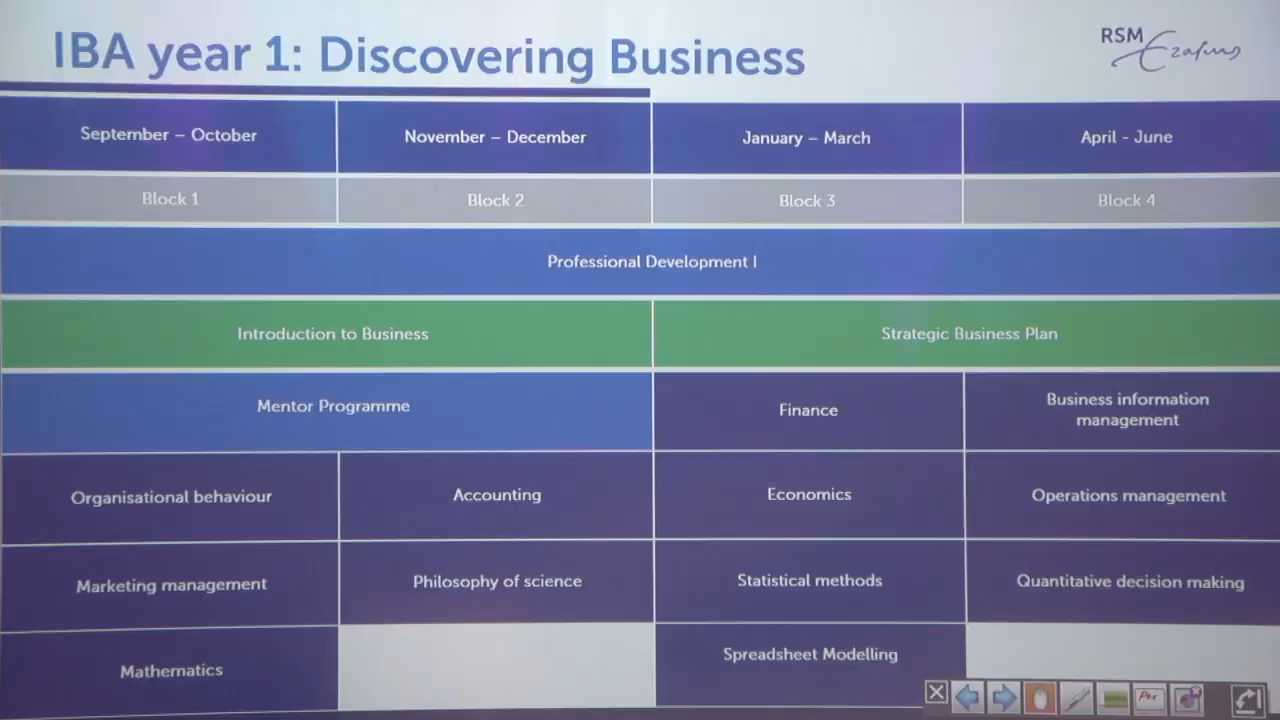 IBA year 1: Discovering Business
RSM
Erasmus
September – October
November – December
January – March
April - June
Block 1
Block 2
Block 3
Block 4
Professional Development I
Introduction to Business
Strategic Business Plan
Mentor Programme
Finance
Business information
management
Organisational behaviour
Accounting
Economics
Operations management
Marketing management
Philosophy of science
Statistical methods
Quantitative decision making
Mathematics
Spreadsheet Modelling